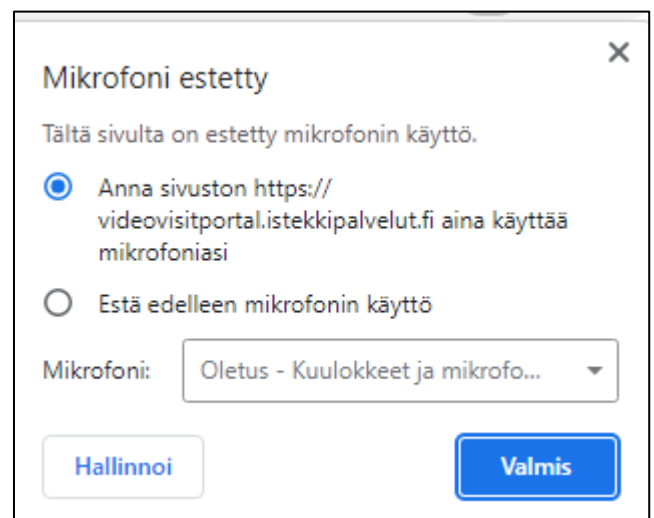 Mikrofoni estetty
Tältä sivulta on estetty mikrofonin käyttö.
Anna sivuston https://
videovisitportal.istekkipalvelut.fi aina käyttää
mikrofoniasi
Estä edelleen mikrofonin käyttö
Mikrofoni: Oletus - Kuulokkeet ja mikrofo...
Hallinnoi Valmis